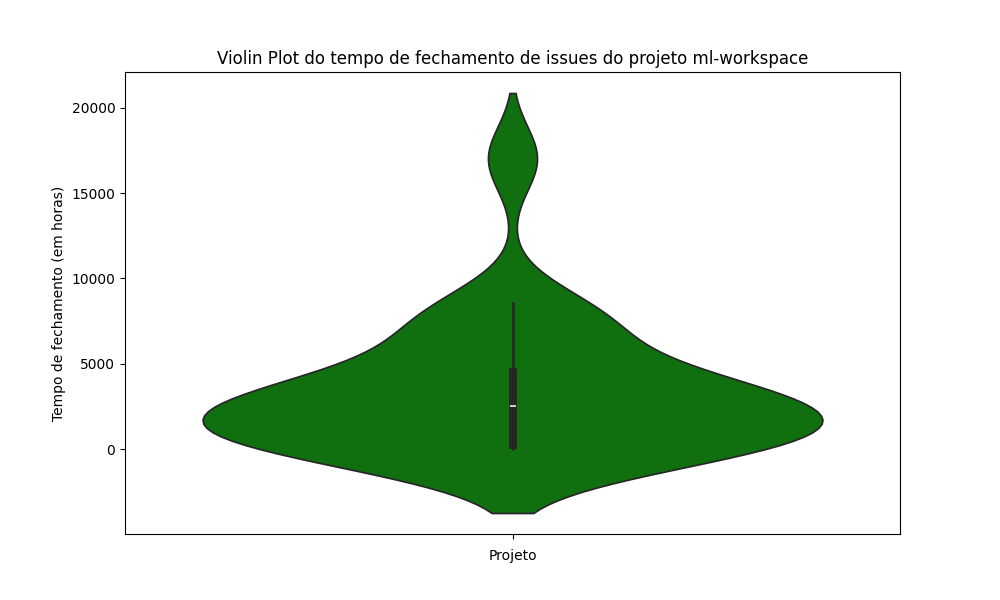 Violin Plot do tempo de fechamento de issues do projeto ml-workspace
20000
15000
10000
5000
0
Tempo de fechamento (em horas)
Projeto